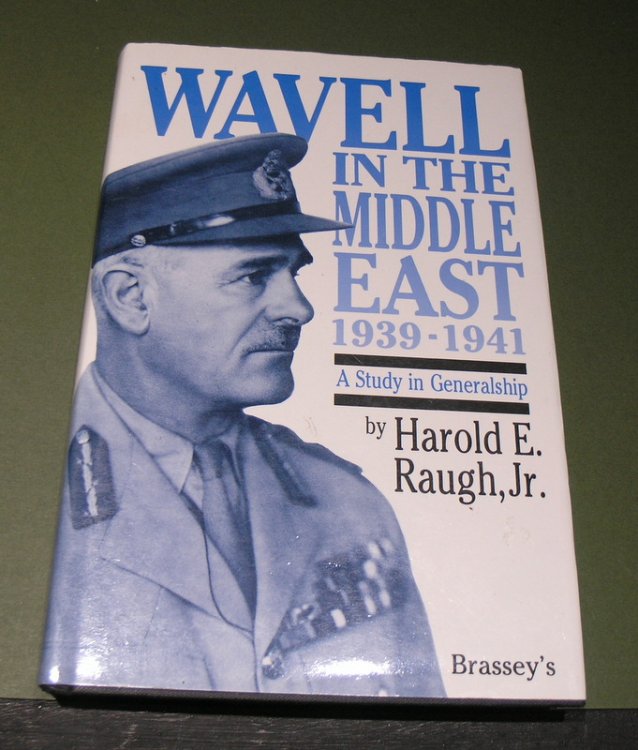 WAVELL
IN THE
MIDDLE
EAST
1939-1941
A Study in Generalship
by Harold E.
Raugh, Jr.
Brassey's